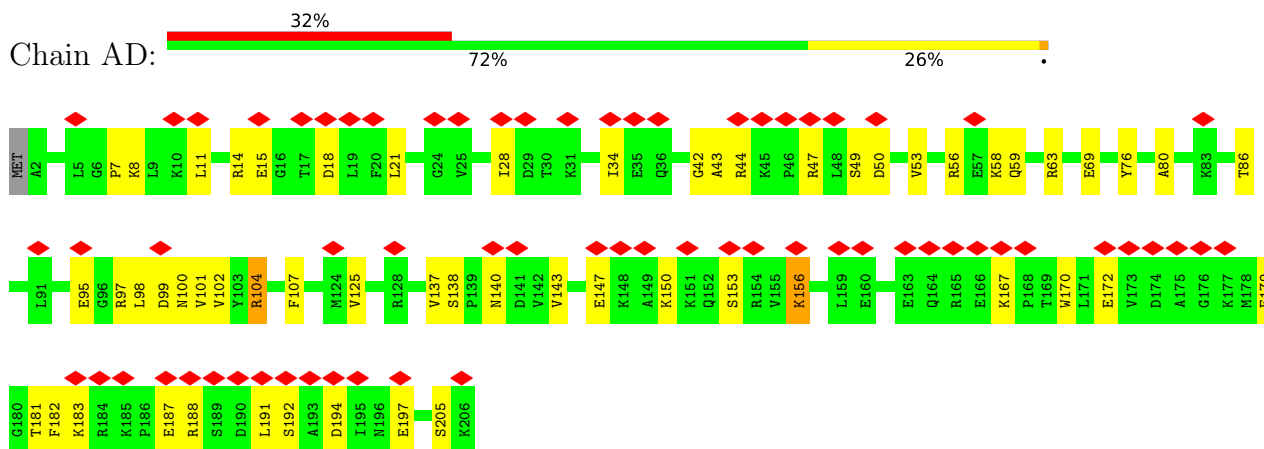 32%
Chain AD:
72% 26% •
MET A2 L5 G6 P7 K8 L9 K10 L11 R14 E15 G16 T17 D18 L19 F20 L21 G24 V25 I28 D29 T30 K31 I34 E35 Q36 G42 A43 R44 K45 P46 R47 L48 S49 D50 V53 R56 E57 K58 Q59 R63 E69 Y76 A80 K83 T86
L91 E95 G96 R97 L98 D99 N100 V101 V102 Y103 R104 F107 M124 V125 R128 V137 S138 P139 N140 D141 V142 V143 E147 K148 A149 K150 K151 Q152 S153 R154 V155 K156 L159 E160 E163 Q164 R165 E166 K167 P168 T169 W170 L171 E172 V173 D174 A175 G176 K177 M178
G180 T181 F182 K183 R184 K185 P186 E187 R188 S189 D190 L191 S192 A193 D194 I195 N196 E197 S205 K206